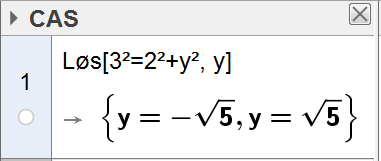 CAS
1
Løs[3²=2²+y², y]
→ {y = −√5, y = √5}